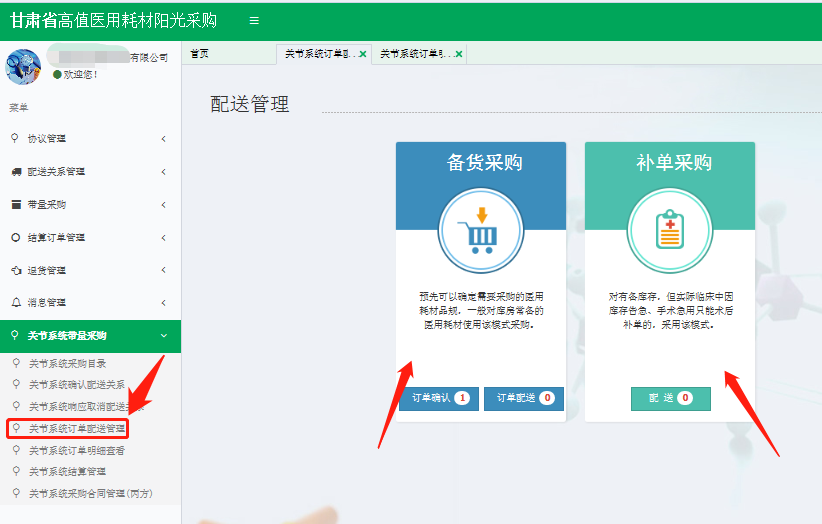 甘肃省高值医用耗材阳光采购
有限公司
欢迎您!
菜单
协议管理
配送关系管理
带量采购
结算订单管理
退货管理
消息管理
关节系统带量采购
关节系统采购目录
关节系统确认配送关系
关节系统响应取消配送
关节系统订单配送管理
关节系统订单明细查看
关节系统结算管理
关节系统采购合同管理(丙方)
首页
关节系统订单
关节系统订单
配送管理
备货采购
预先可以确定需要采购的医用
耗材品规，一般对库房常备的
医用耗材使用该模式采购。
订单确认 1
订单配送 0
补单采购
对有备库存，但实际临床中因
库存告急、手术急用只能术后
补单的，采用该模式。
配 送 0